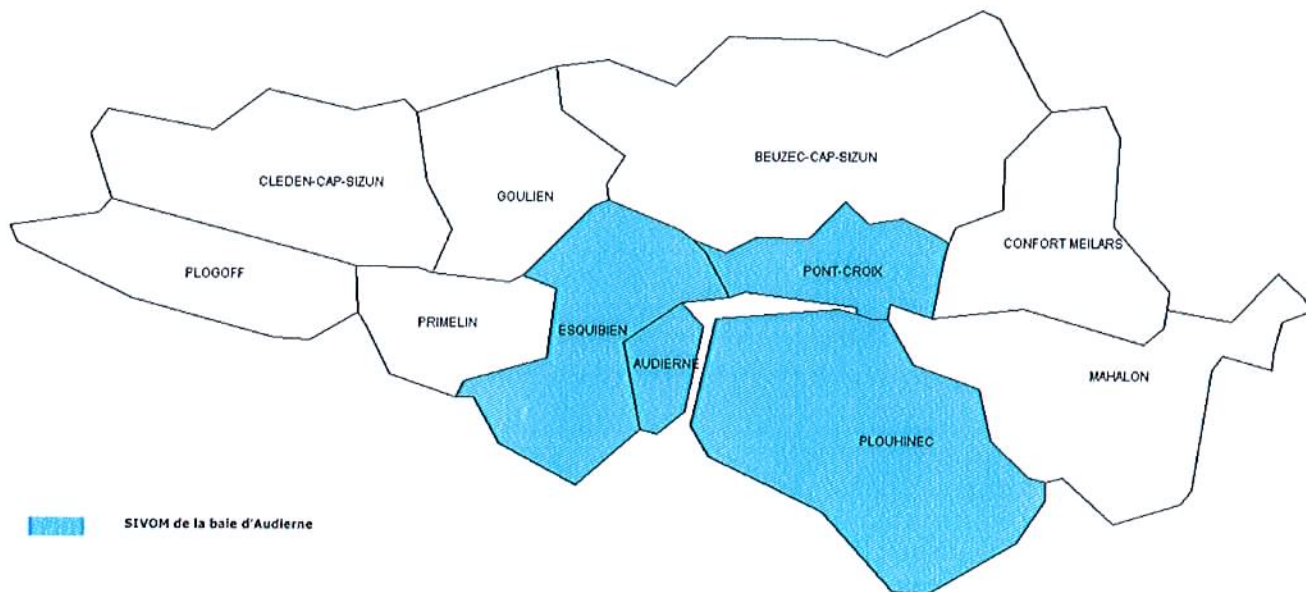 BEUZEC-CAP-SIZUN
CLEDEN-CAP-SIZUN
GOULIEN
CONFORT MEILARS
PLOGOFF
PONT-CROIX
PRIMELIN
ESQUIBIEN
AUDIERNE
MAHALON
PLOUHINEC
SIVOM de la baie d'Audierne